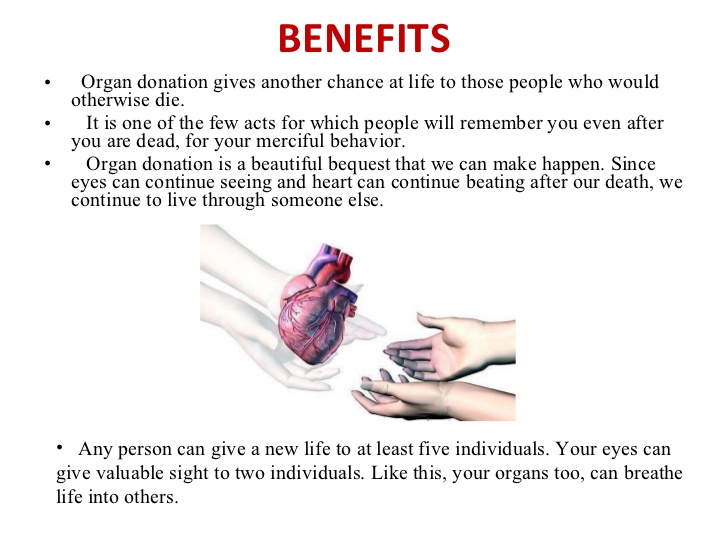 BENEFITS
• Organ donation gives another chance at life to those people who would
otherwise die.
• It is one of the few acts for which people will remember you even after
you are dead, for your merciful behavior.
• Organ donation is a beautiful bequest that we can make happen. Since
eyes can continue seeing and heart can continue beating after our death, we
continue to live through someone else.
• Any person can give a new life to at least five individuals. Your eyes can
give valuable sight to two individuals. Like this, your organs too, can breathe
life into others.